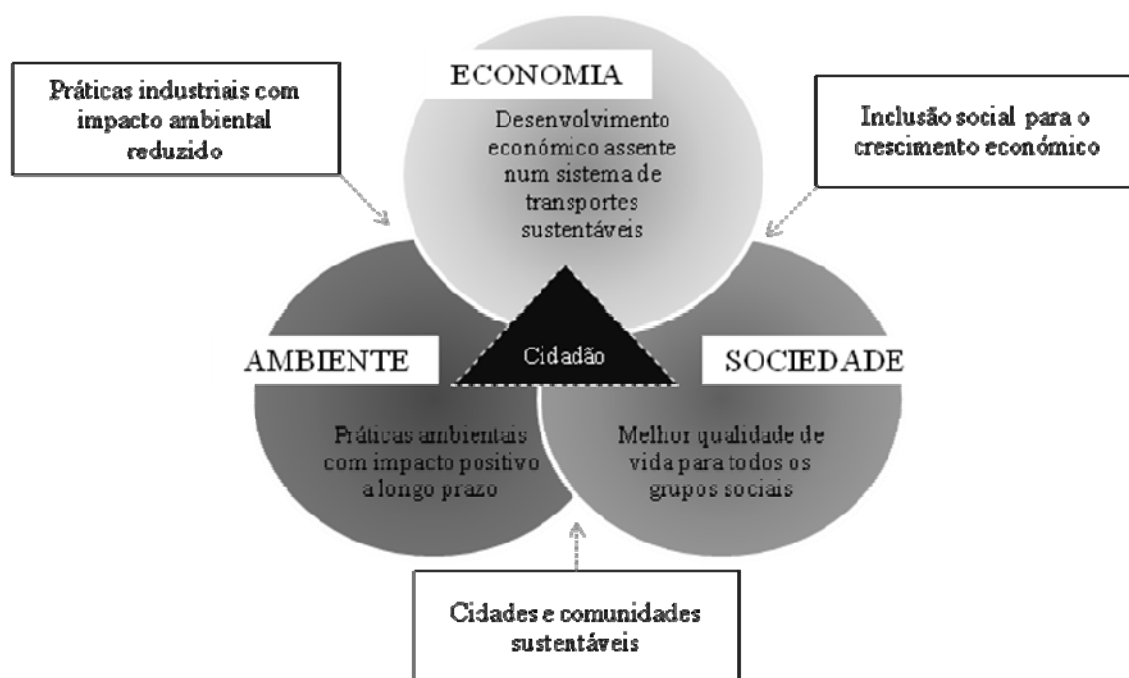 ECONOMIA
Práticas industriais com
impacto ambiental
reduzido
Desenvolvimento
económico assente
num sistema de
transportes
sustentáveis
Inclusão social para o
crescimento económico
AMBIENTE
Cidadão
SOCIEDADE
Práticas ambientais
com impacto positivo
a longo prazo
Melhor qualidade de
vida para todos os
grupos sociais
Cidades e comunidades
sustentáveis